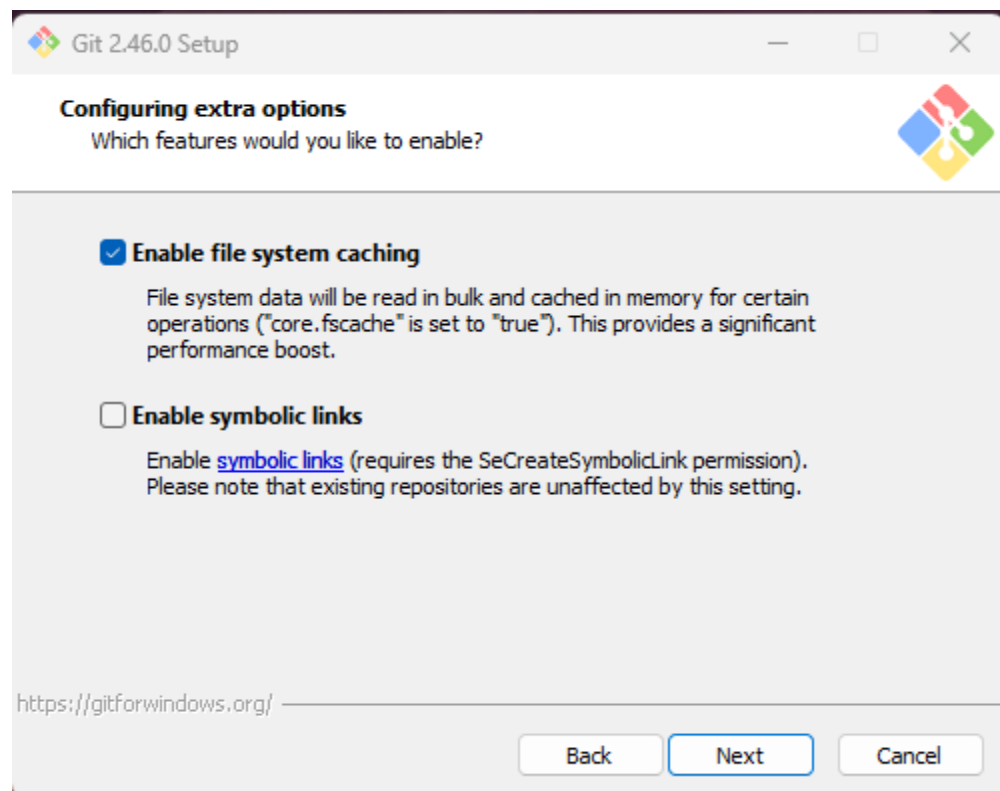 Git 2.46.0 Setup
Configuring extra options
Which features would you like to enable?
Enable file system caching
File system data will be read in bulk and cached in memory for certain
operations ("core.fscache" is set to "true"). This provides a significant
performance boost.
Enable symbolic links
Enable symbolic links (requires the SeCreateSymbolicLink permission).
Please note that existing repositories are unaffected by this setting.
https://gitforwindows.org/
Back Next Cancel